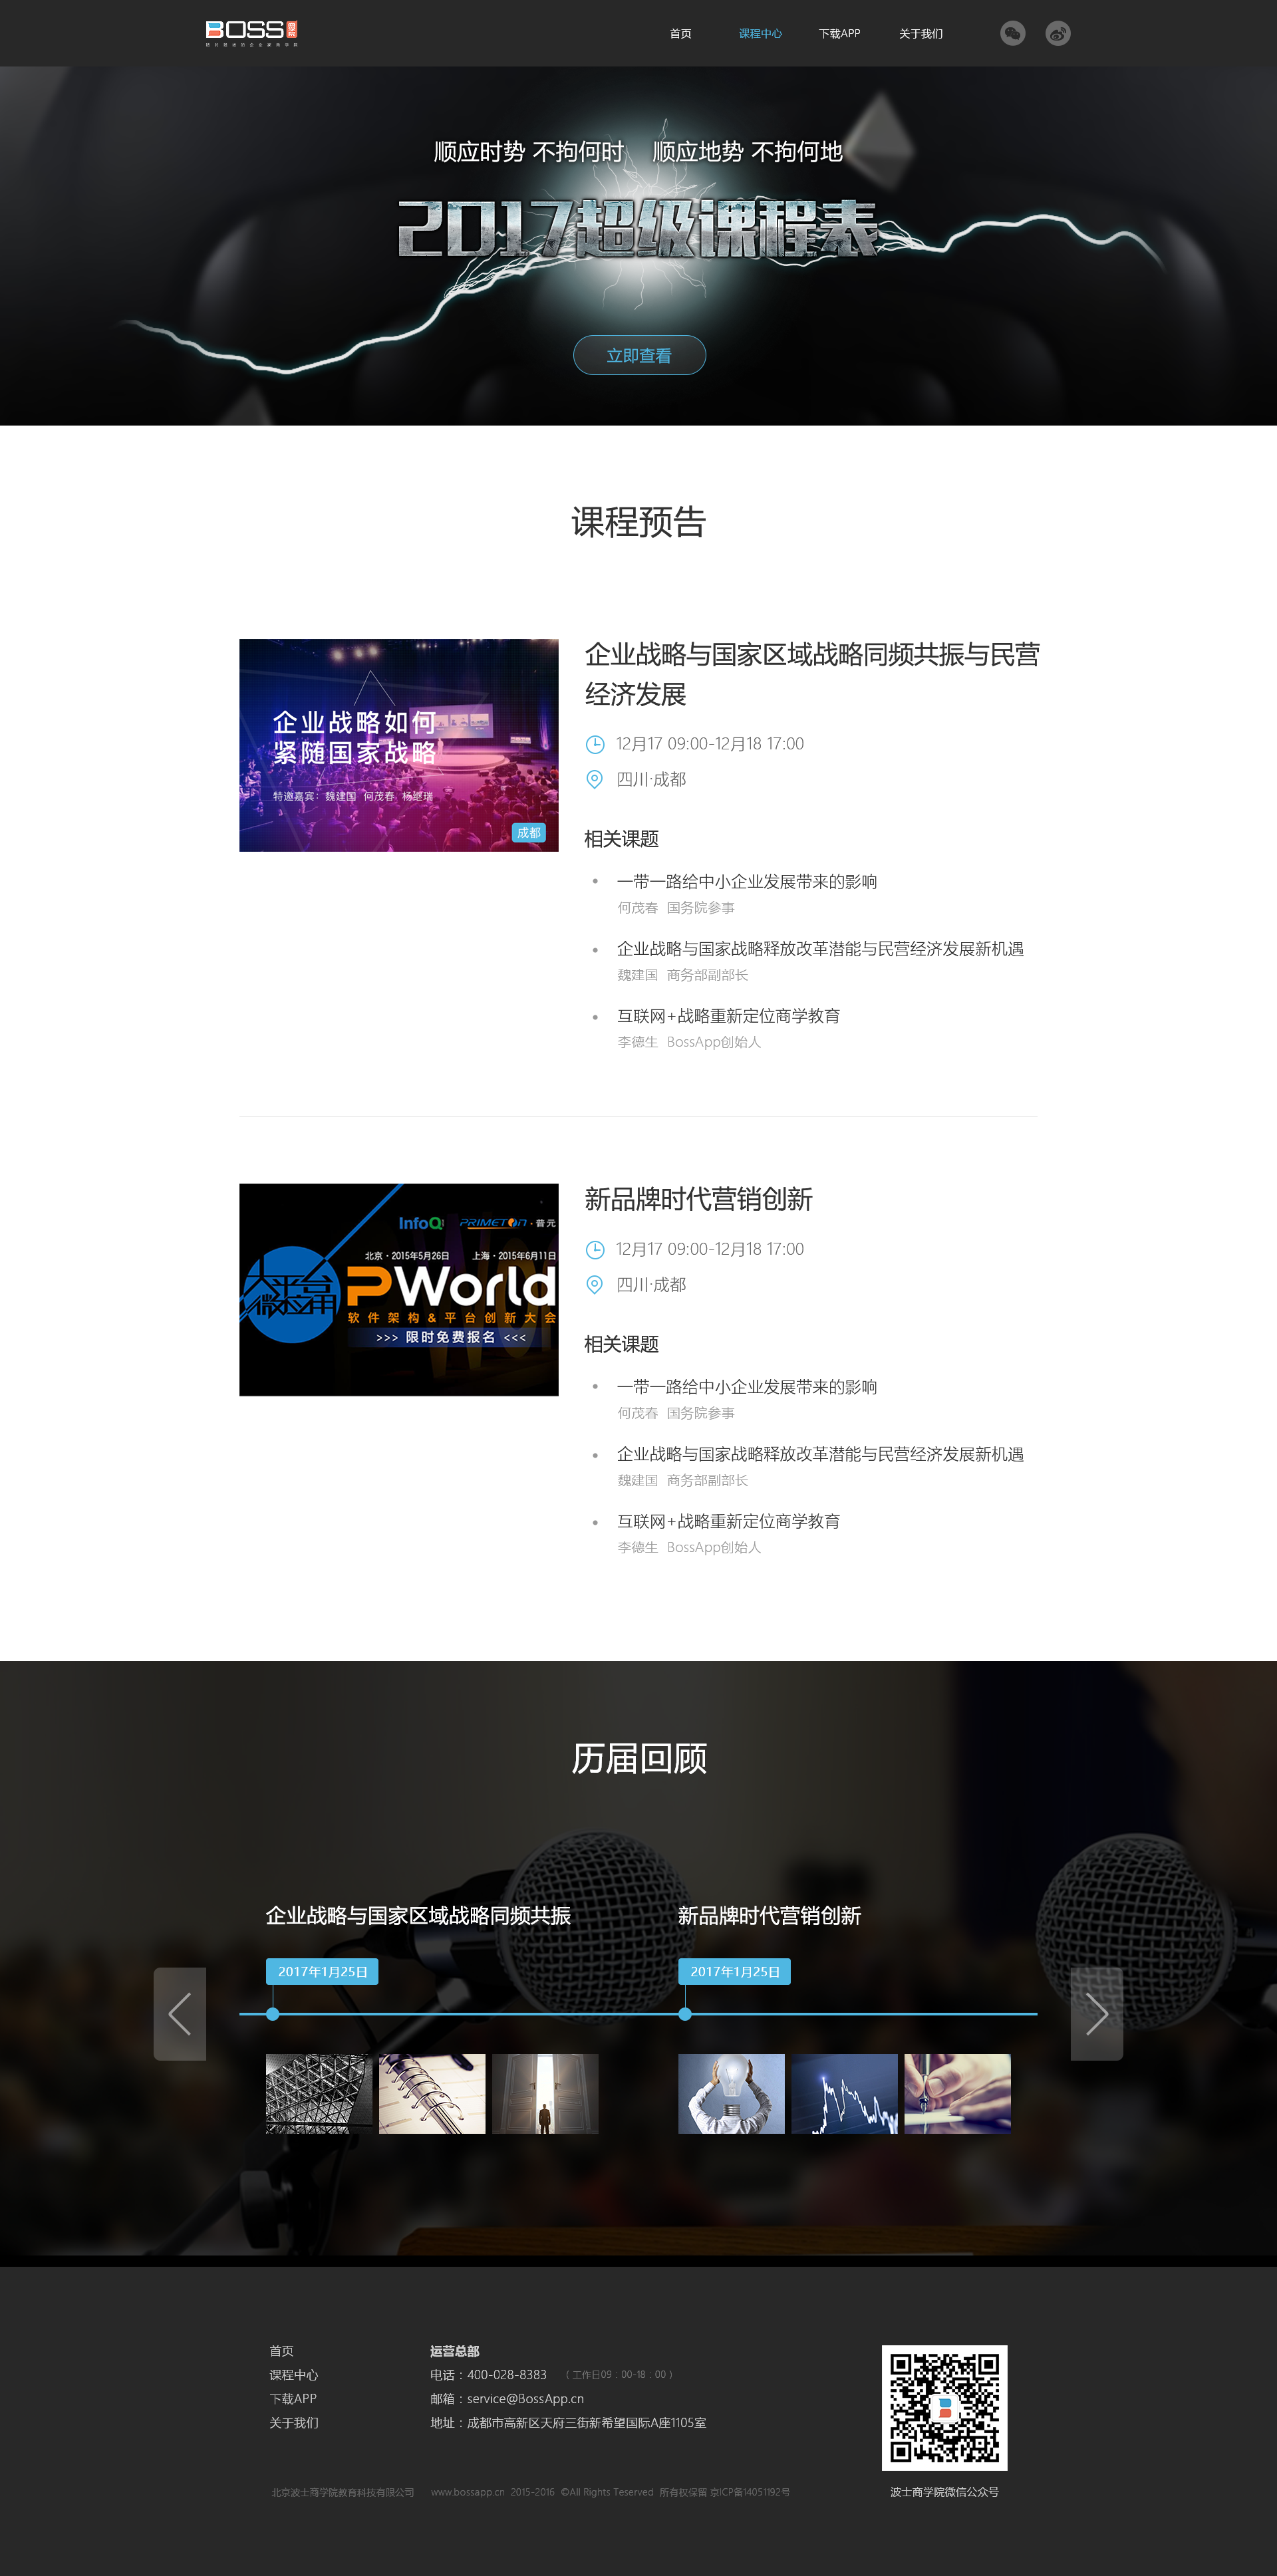 BOSS商学院
首页 课程中心 下载APP 关于我们
顺应时势 不拘何时 顺应地势 不拘何地
2017超级课程表
立即查看
课程预告
企业战略如何
紧随国家战略
特邀嘉宾：魏建国 何茂春 杨继瑞
成都
企业战略与国家区域战略同频共振与民营
经济发展
12月17 09:00-12月18 17:00
四川·成都
相关课题
一带一路给中小企业发展带来的影响
何茂春 国务院参事
企业战略与国家战略释放改革潜能与民营经济发展新机遇
魏建国 商务部副部长
互联网+战略重新定位商学教育
李德生 BossApp创始人
InfoQ PRIMETON·普元
北京·2015年5月26日 上海·2015年6月11日
大平台
微应用
PWorld
软件架构&平台创新大会
>>> 限时免费报名 <<<
新品牌时代营销创新
12月17 09:00-12月18 17:00
四川·成都
相关课题
一带一路给中小企业发展带来的影响
何茂春 国务院参事
企业战略与国家战略释放改革潜能与民营经济发展新机遇
魏建国 商务部副部长
互联网+战略重新定位商学教育
李德生 BossApp创始人
历届回顾
企业战略与国家区域战略同频共振
2017年1月25日
新品牌时代营销创新
2017年1月25日
首页
课程中心
下载APP
关于我们
运营总部
电话：400-028-8383 （工作日09：00-18：00）
邮箱：service@BossApp.cn
地址：成都市高新区天府三街新希望国际A座1105室
北京波士商学院教育科技有限公司 www.bossapp.cn 2015-2016 ©All Rights Teserved 所有权保留 京ICP备14051192号
波士商学院微信公众号